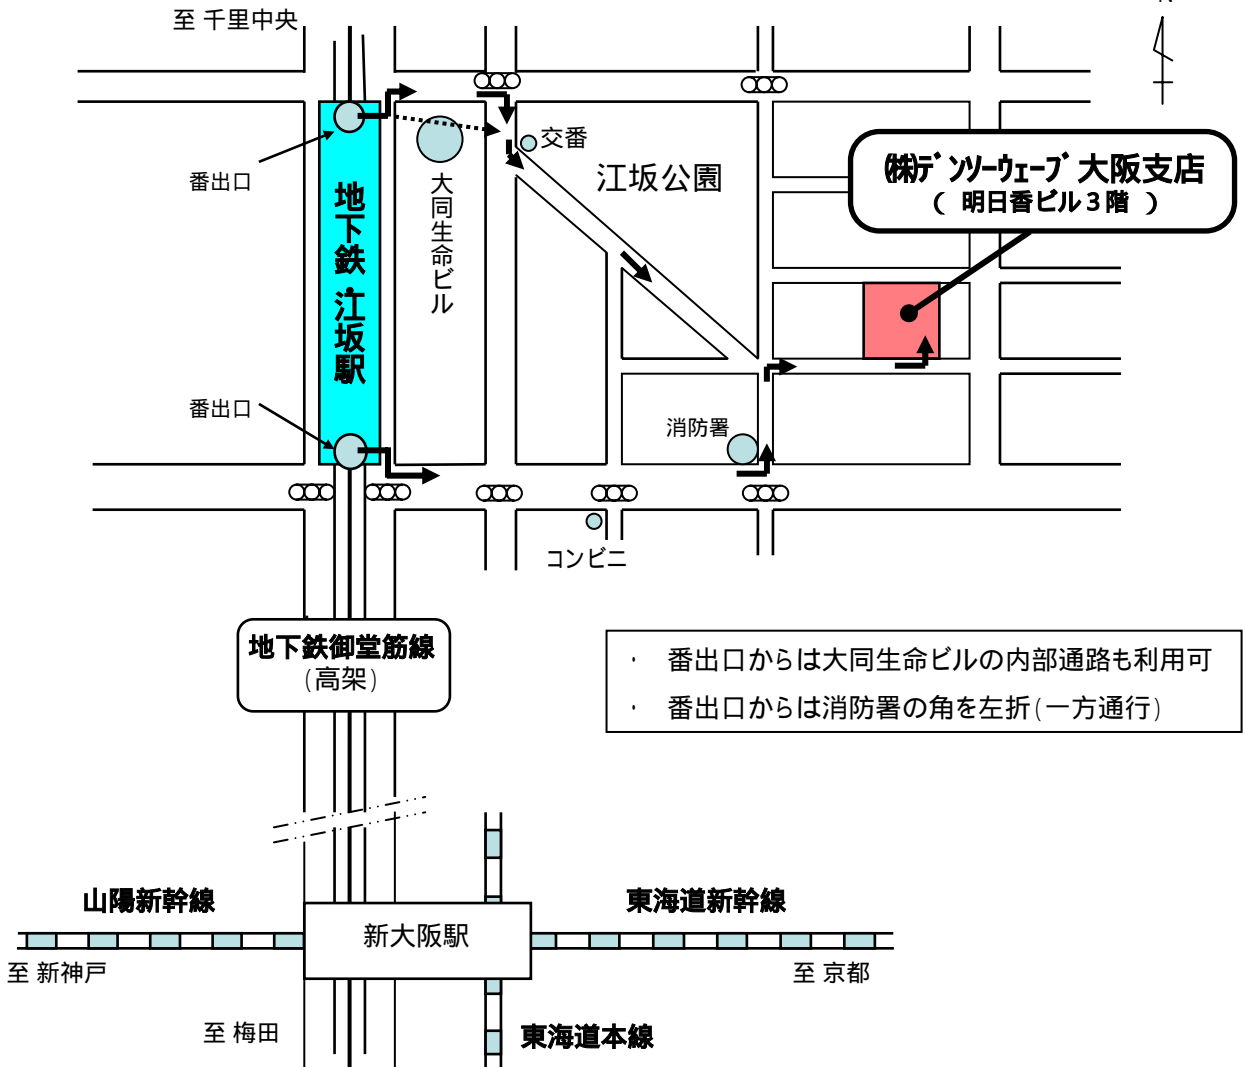 至 千里中央
N
交番
江坂公園
㈱デンソーウェーブ 大阪支店
( 明日香ビル3階 )
番出口
地下鉄・江坂駅
大同生命ビル
番出口
消防署
コンビニ
地下鉄御堂筋線
(高架)
・ 番出口からは大同生命ビルの内部通路も利用可
・ 番出口からは消防署の角を左折(一方通行)
山陽新幹線
東海道新幹線
新大阪駅
至 新神戸
至 京都
至 梅田
東海道本線